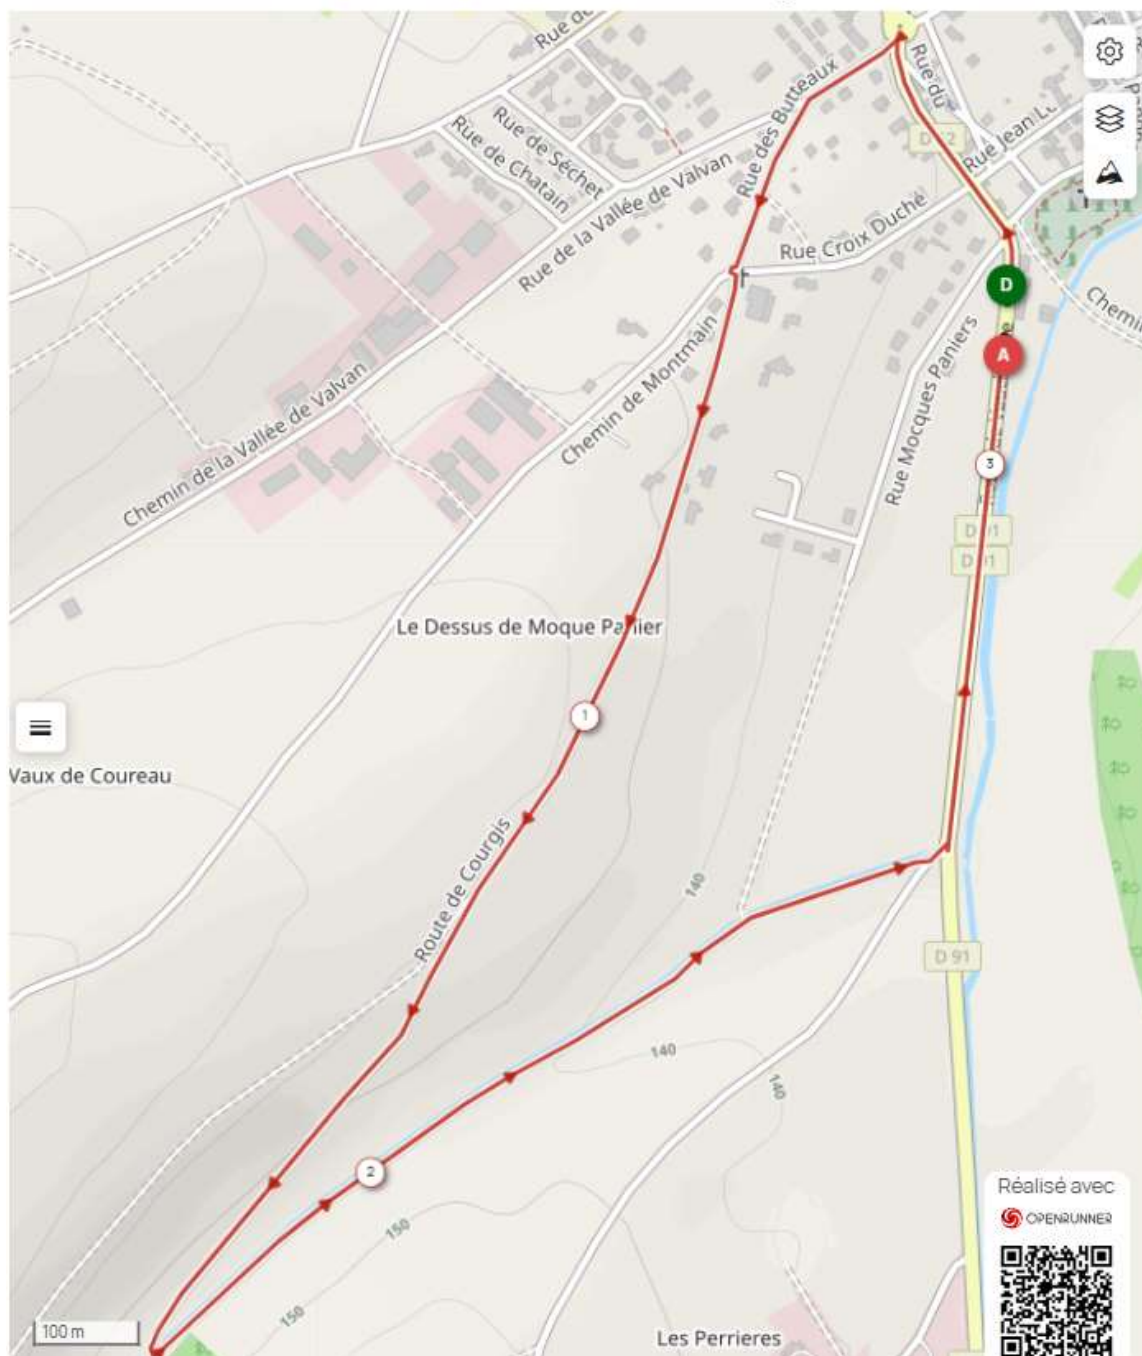 Rue de
Rue du
Rue des Butteaux
D
Rue Jean L
Rue de Séchet
Rue de Chatain
Rue de la Vallée de Valvan
Rue Croix Duché
D
Chemin
A
Chemin de Montmain
Rue Mocques Paniers
Chemin de la Vallée de Valvan
3
D 91
D 91
Le Dessus de Moque Panier
1
Vaux de Coureau
Route de Courgis
140
D 91
140
140
2
150
150
Réalisé avec
OPENRUNNER
100 m
Les Perrieres